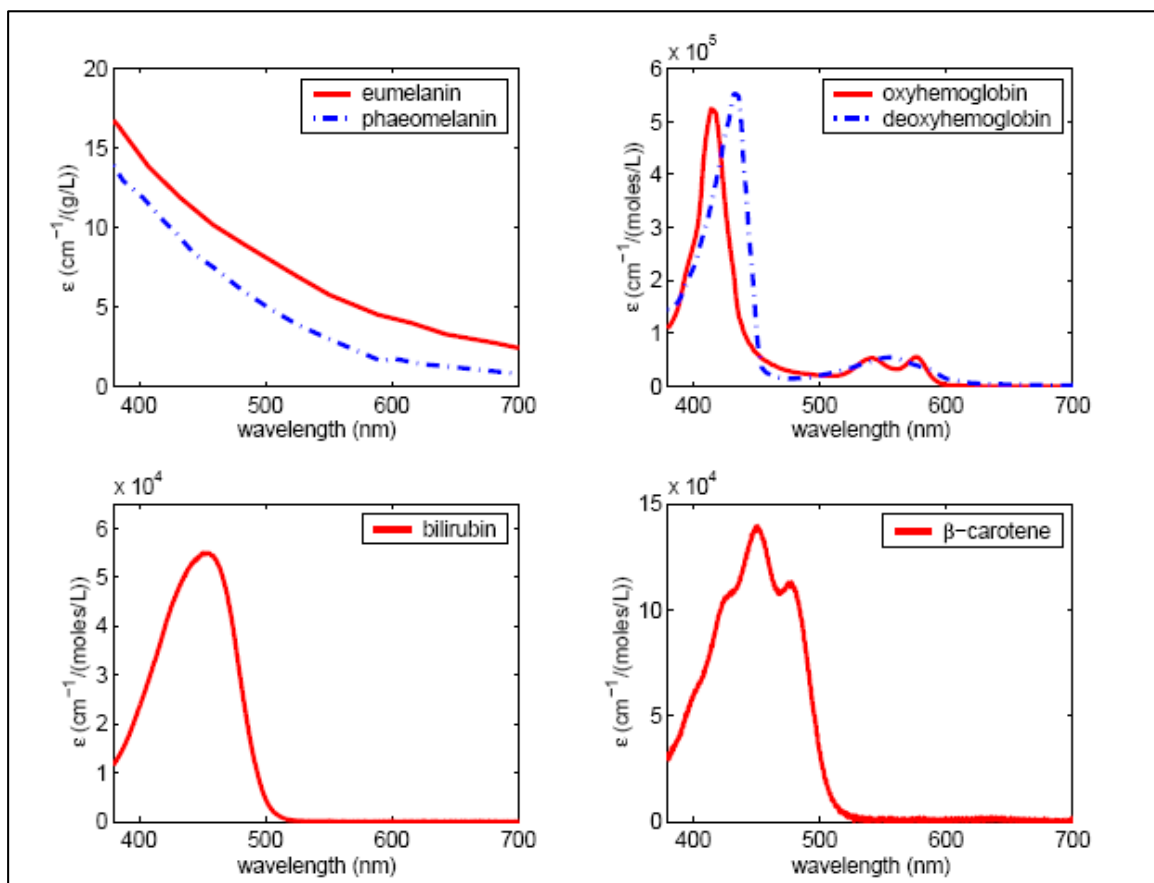 20
15
10
5
0
400 500 600 700
wavelength (nm)
ε (cm⁻¹/(g/L))
eumelanin
phaeomelanin
x 10⁵
6
5
4
3
2
1
0
400 500 600 700
wavelength (nm)
ε (cm⁻¹/(moles/L))
oxyhemoglobin
deoxyhemoglobin
x 10⁴
6
5
4
3
2
1
0
400 500 600 700
wavelength (nm)
ε (cm⁻¹/(moles/L))
bilirubin
x 10⁴
15
10
5
0
400 500 600 700
wavelength (nm)
ε (cm⁻¹/(moles/L))
β−carotene